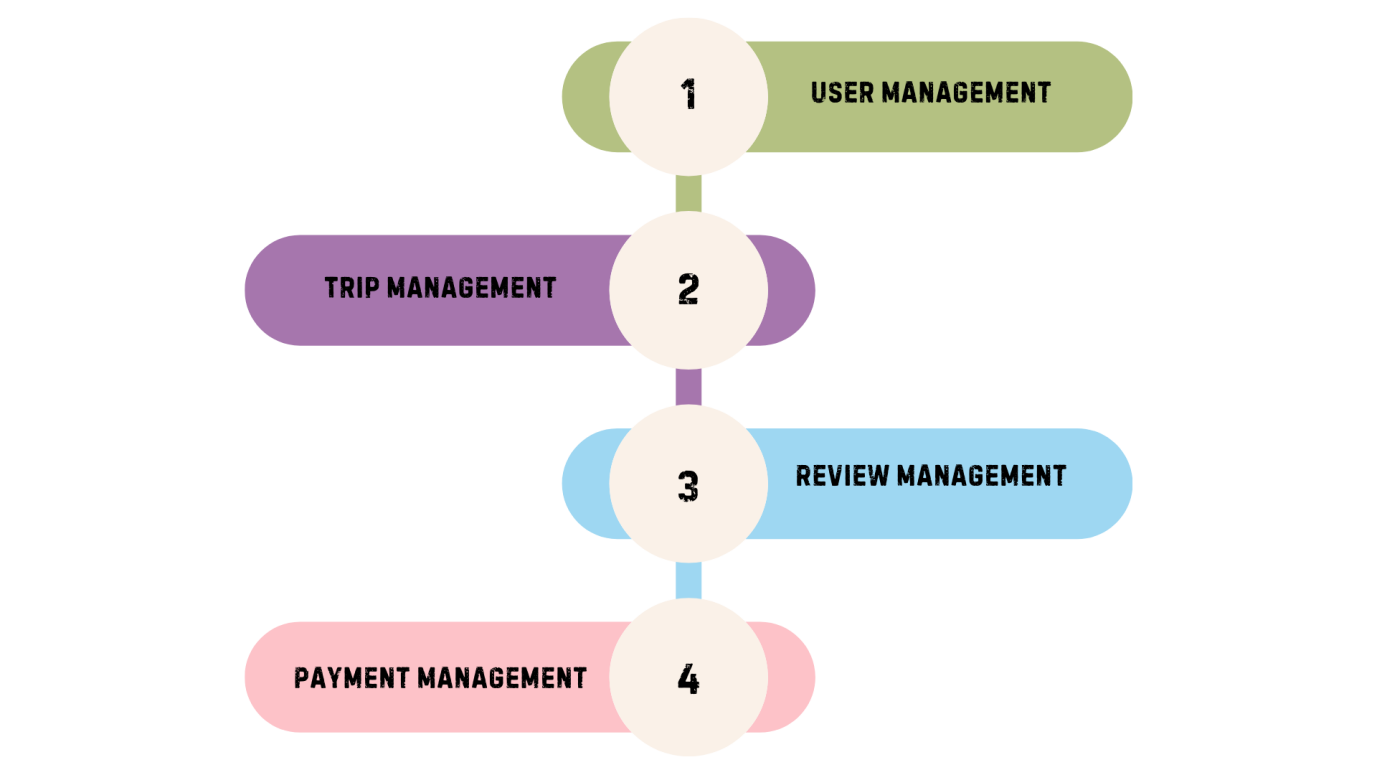 1
USER MANAGEMENT
TRIP MANAGEMENT
2
3
REVIEW MANAGEMENT
PAYMENT MANAGEMENT
4